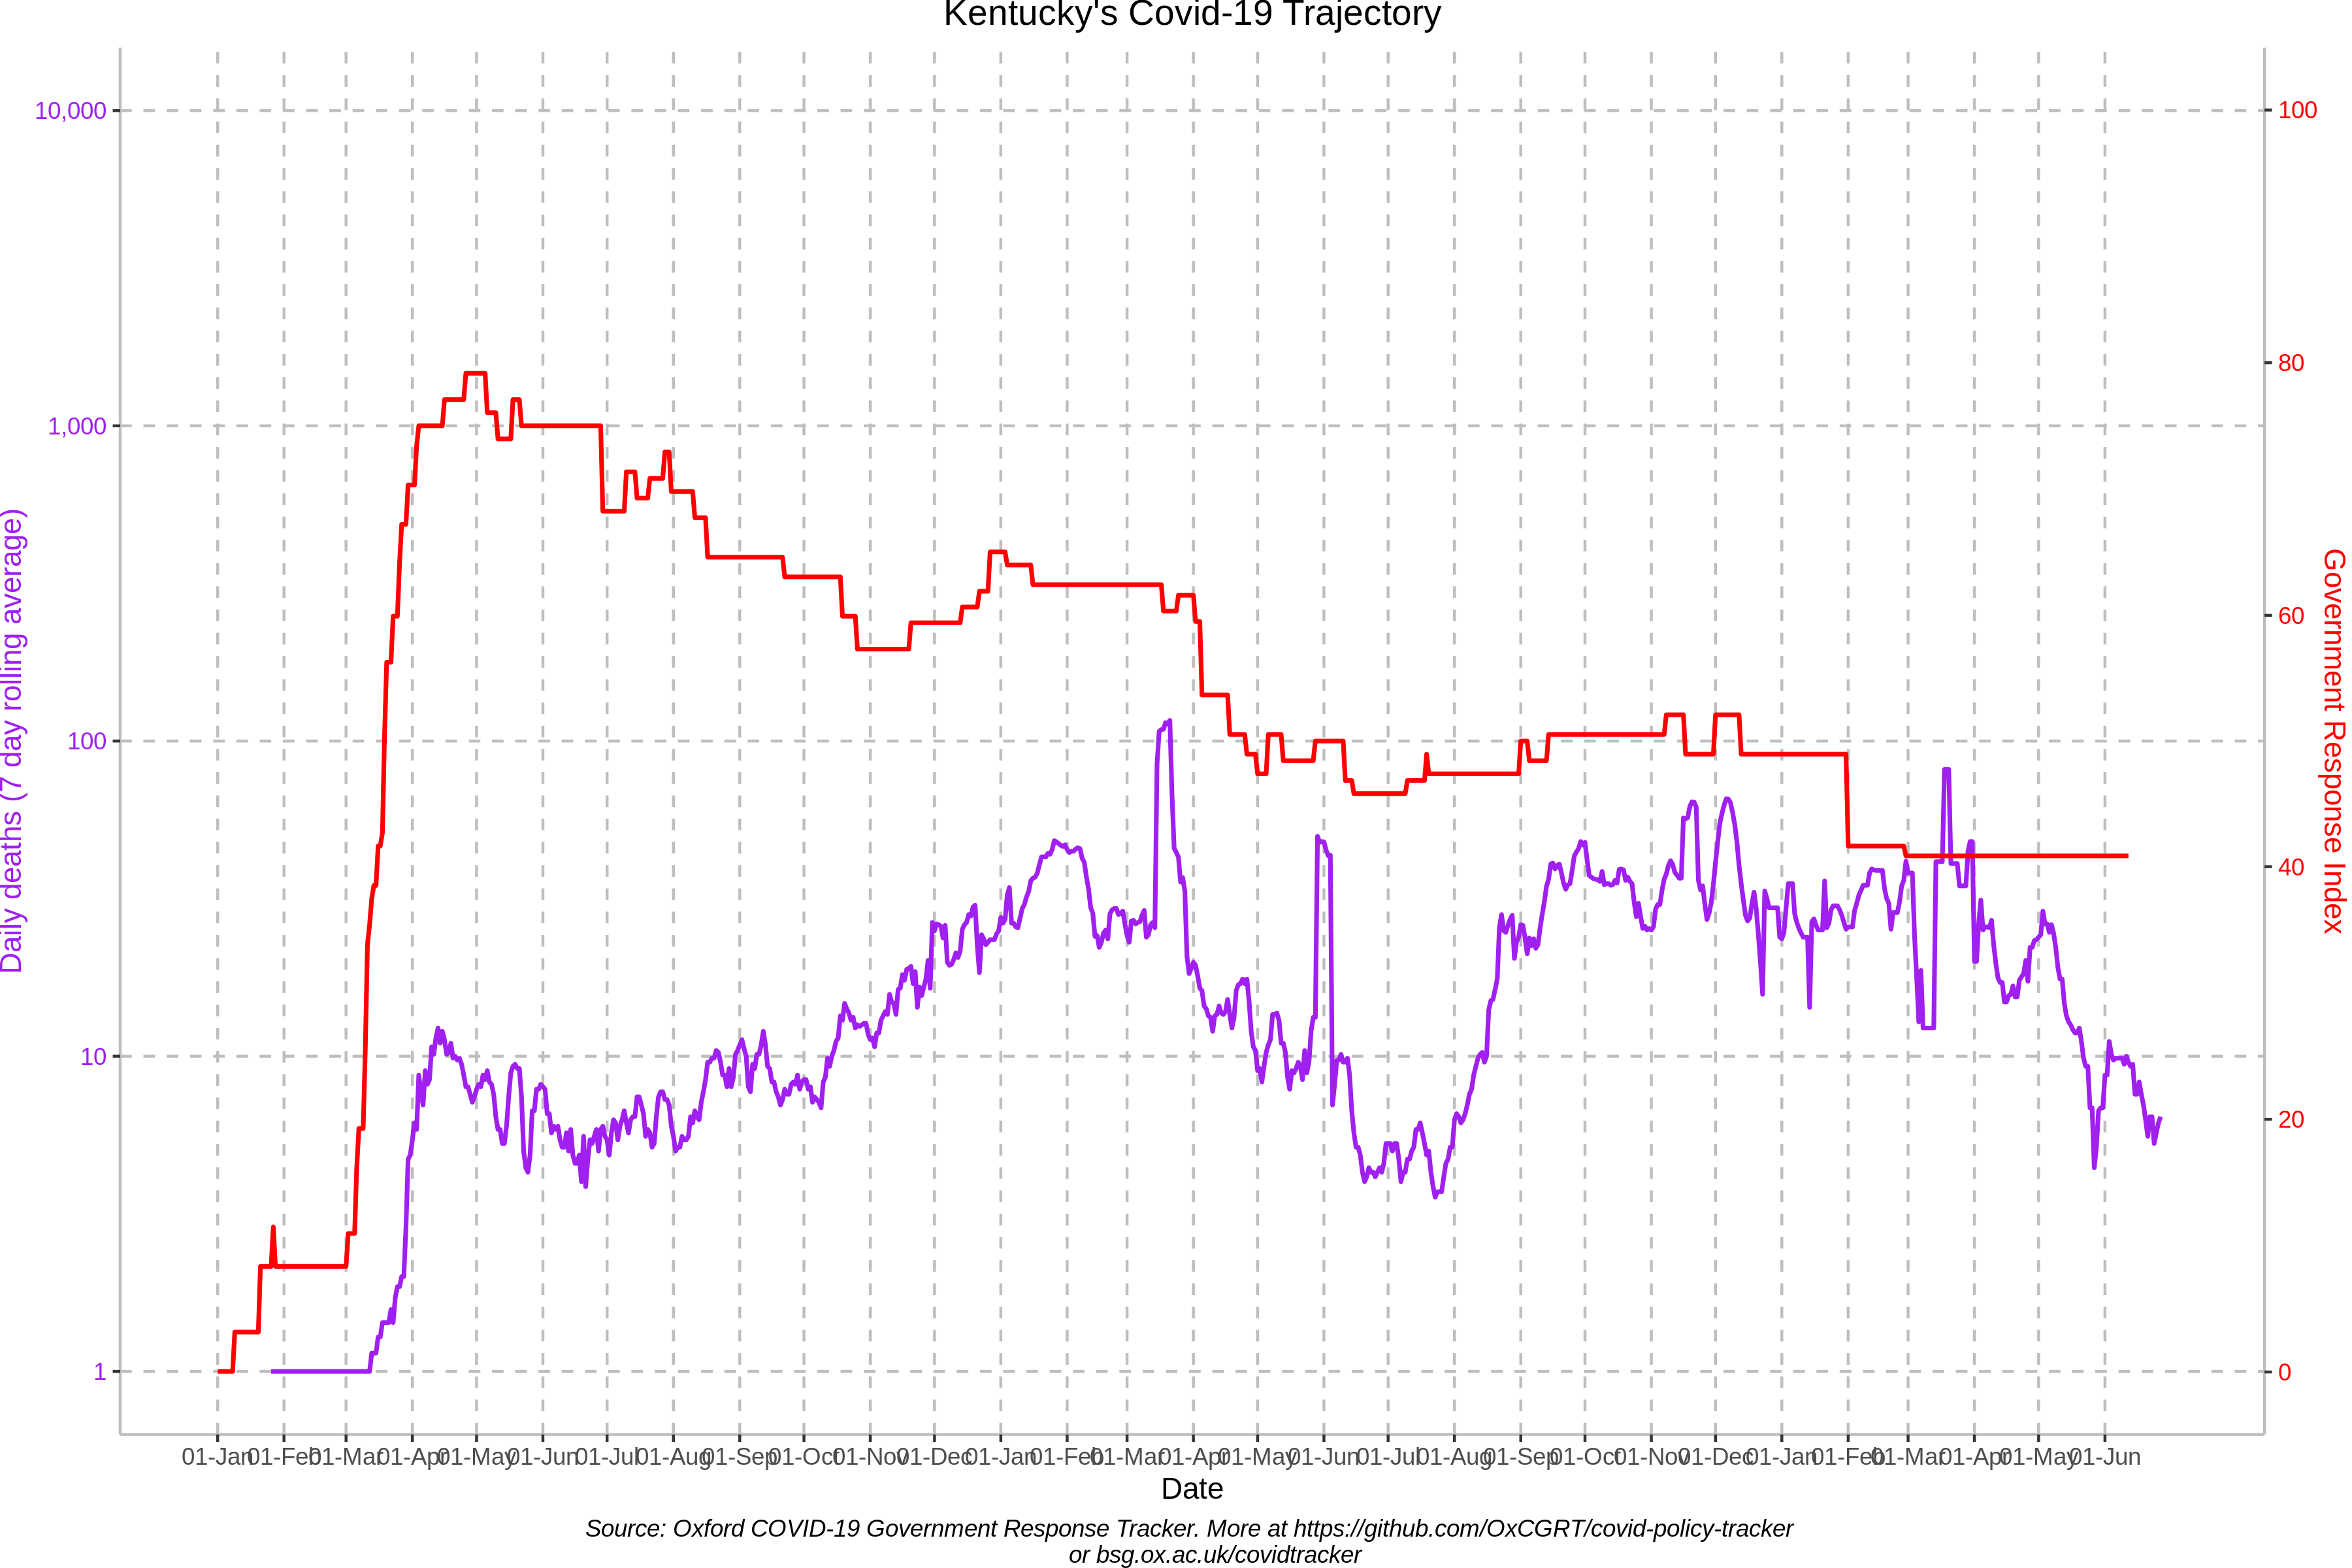 Kentucky's Covid-19 Trajectory
10,000
1,000
100
10
1
Daily deaths (7 day rolling average)
100
80
60
40
20
0
Government Response Index
01-Jan 01-Feb 01-Mar 01-Apr 01-May 01-Jun 01-Jul 01-Aug 01-Sep 01-Oct 01-Nov 01-Dec 01-Jan 01-Feb 01-Mar 01-Apr 01-May 01-Jun 01-Jul 01-Aug 01-Sep 01-Oct 01-Nov 01-Dec 01-Jan 01-Feb 01-Mar 01-Apr 01-May 01-Jun
Date
Source: Oxford COVID-19 Government Response Tracker. More at https://github.com/OxCGRT/covid-policy-tracker
or bsg.ox.ac.uk/covidtracker